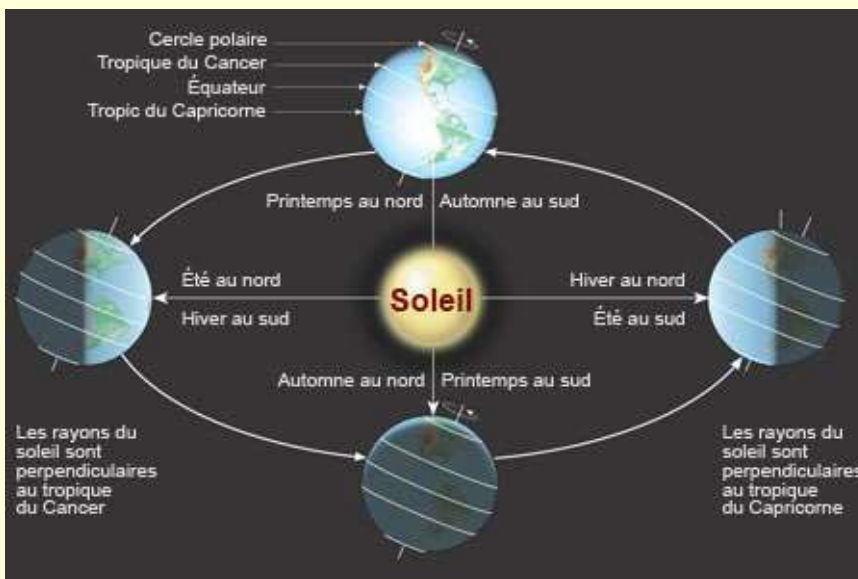 Cercle polaire
Tropique du Cancer
Équateur
Tropic du Capricorne
Printemps au nord
Automne au sud
Été au nord
Hiver au sud
Soleil
Hiver au nord
Été au sud
Automne au nord
Printemps au sud
Les rayons du
soleil sont
perpendiculaires
au tropique
du Cancer
Les rayons du
soleil sont
perpendiculaires
au tropique
du Capricorne